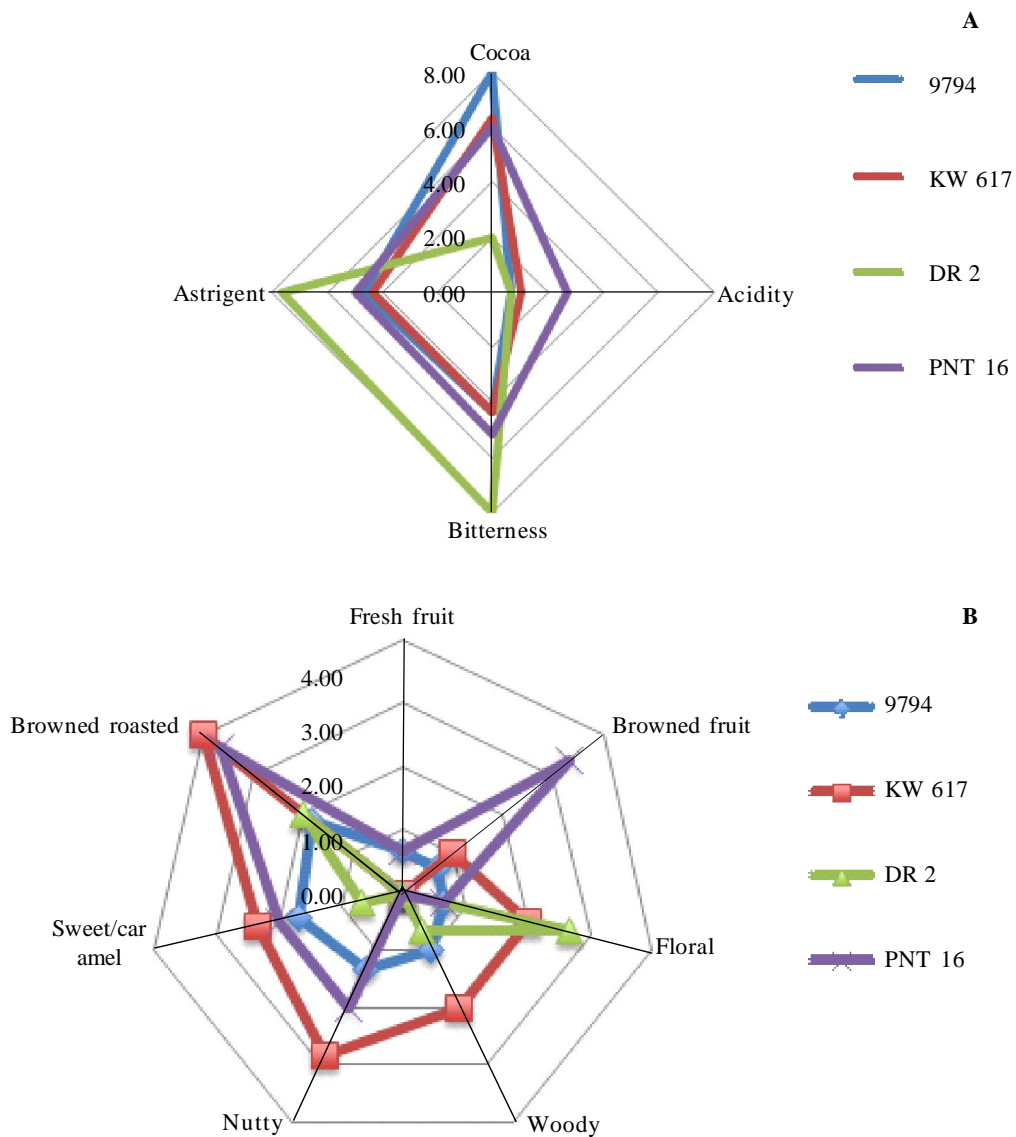 A
Cocoa
8.00
6.00
4.00
2.00
0.00
Astrigent
Acidity
Bitterness
9794
KW 617
DR 2
PNT 16
B
Fresh fruit
4.00
3.00
2.00
1.00
0.00
Browned roasted
Browned fruit
Sweet/car
amel
Floral
Nutty
Woody
9794
KW 617
DR 2
PNT 16